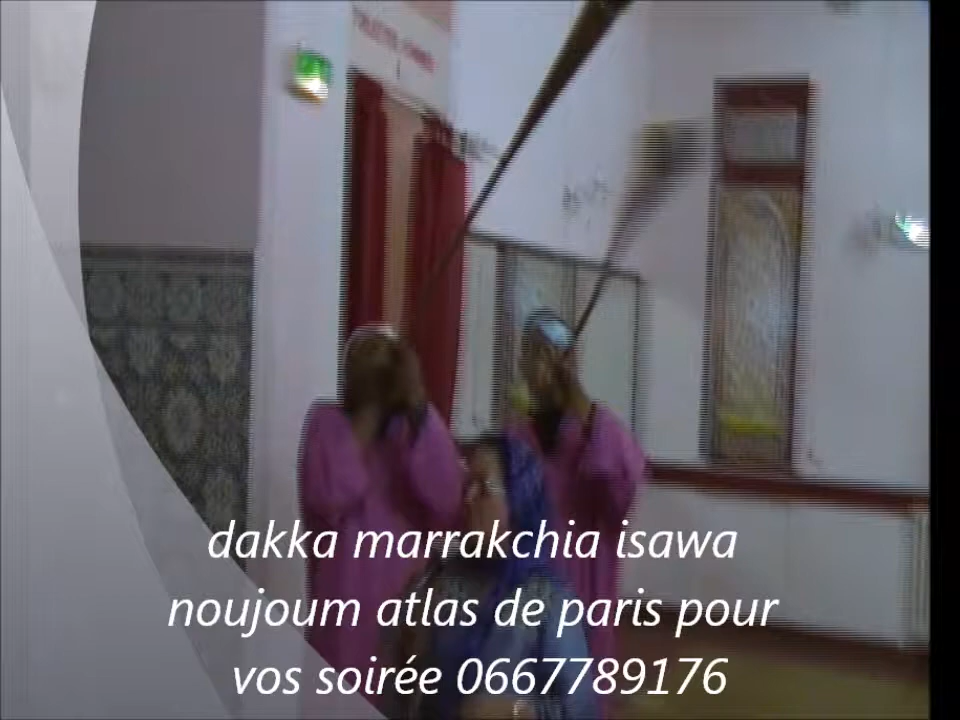 dakka marrakchia isawa
noujoum atlas de paris pour
vos soirée 0667789176